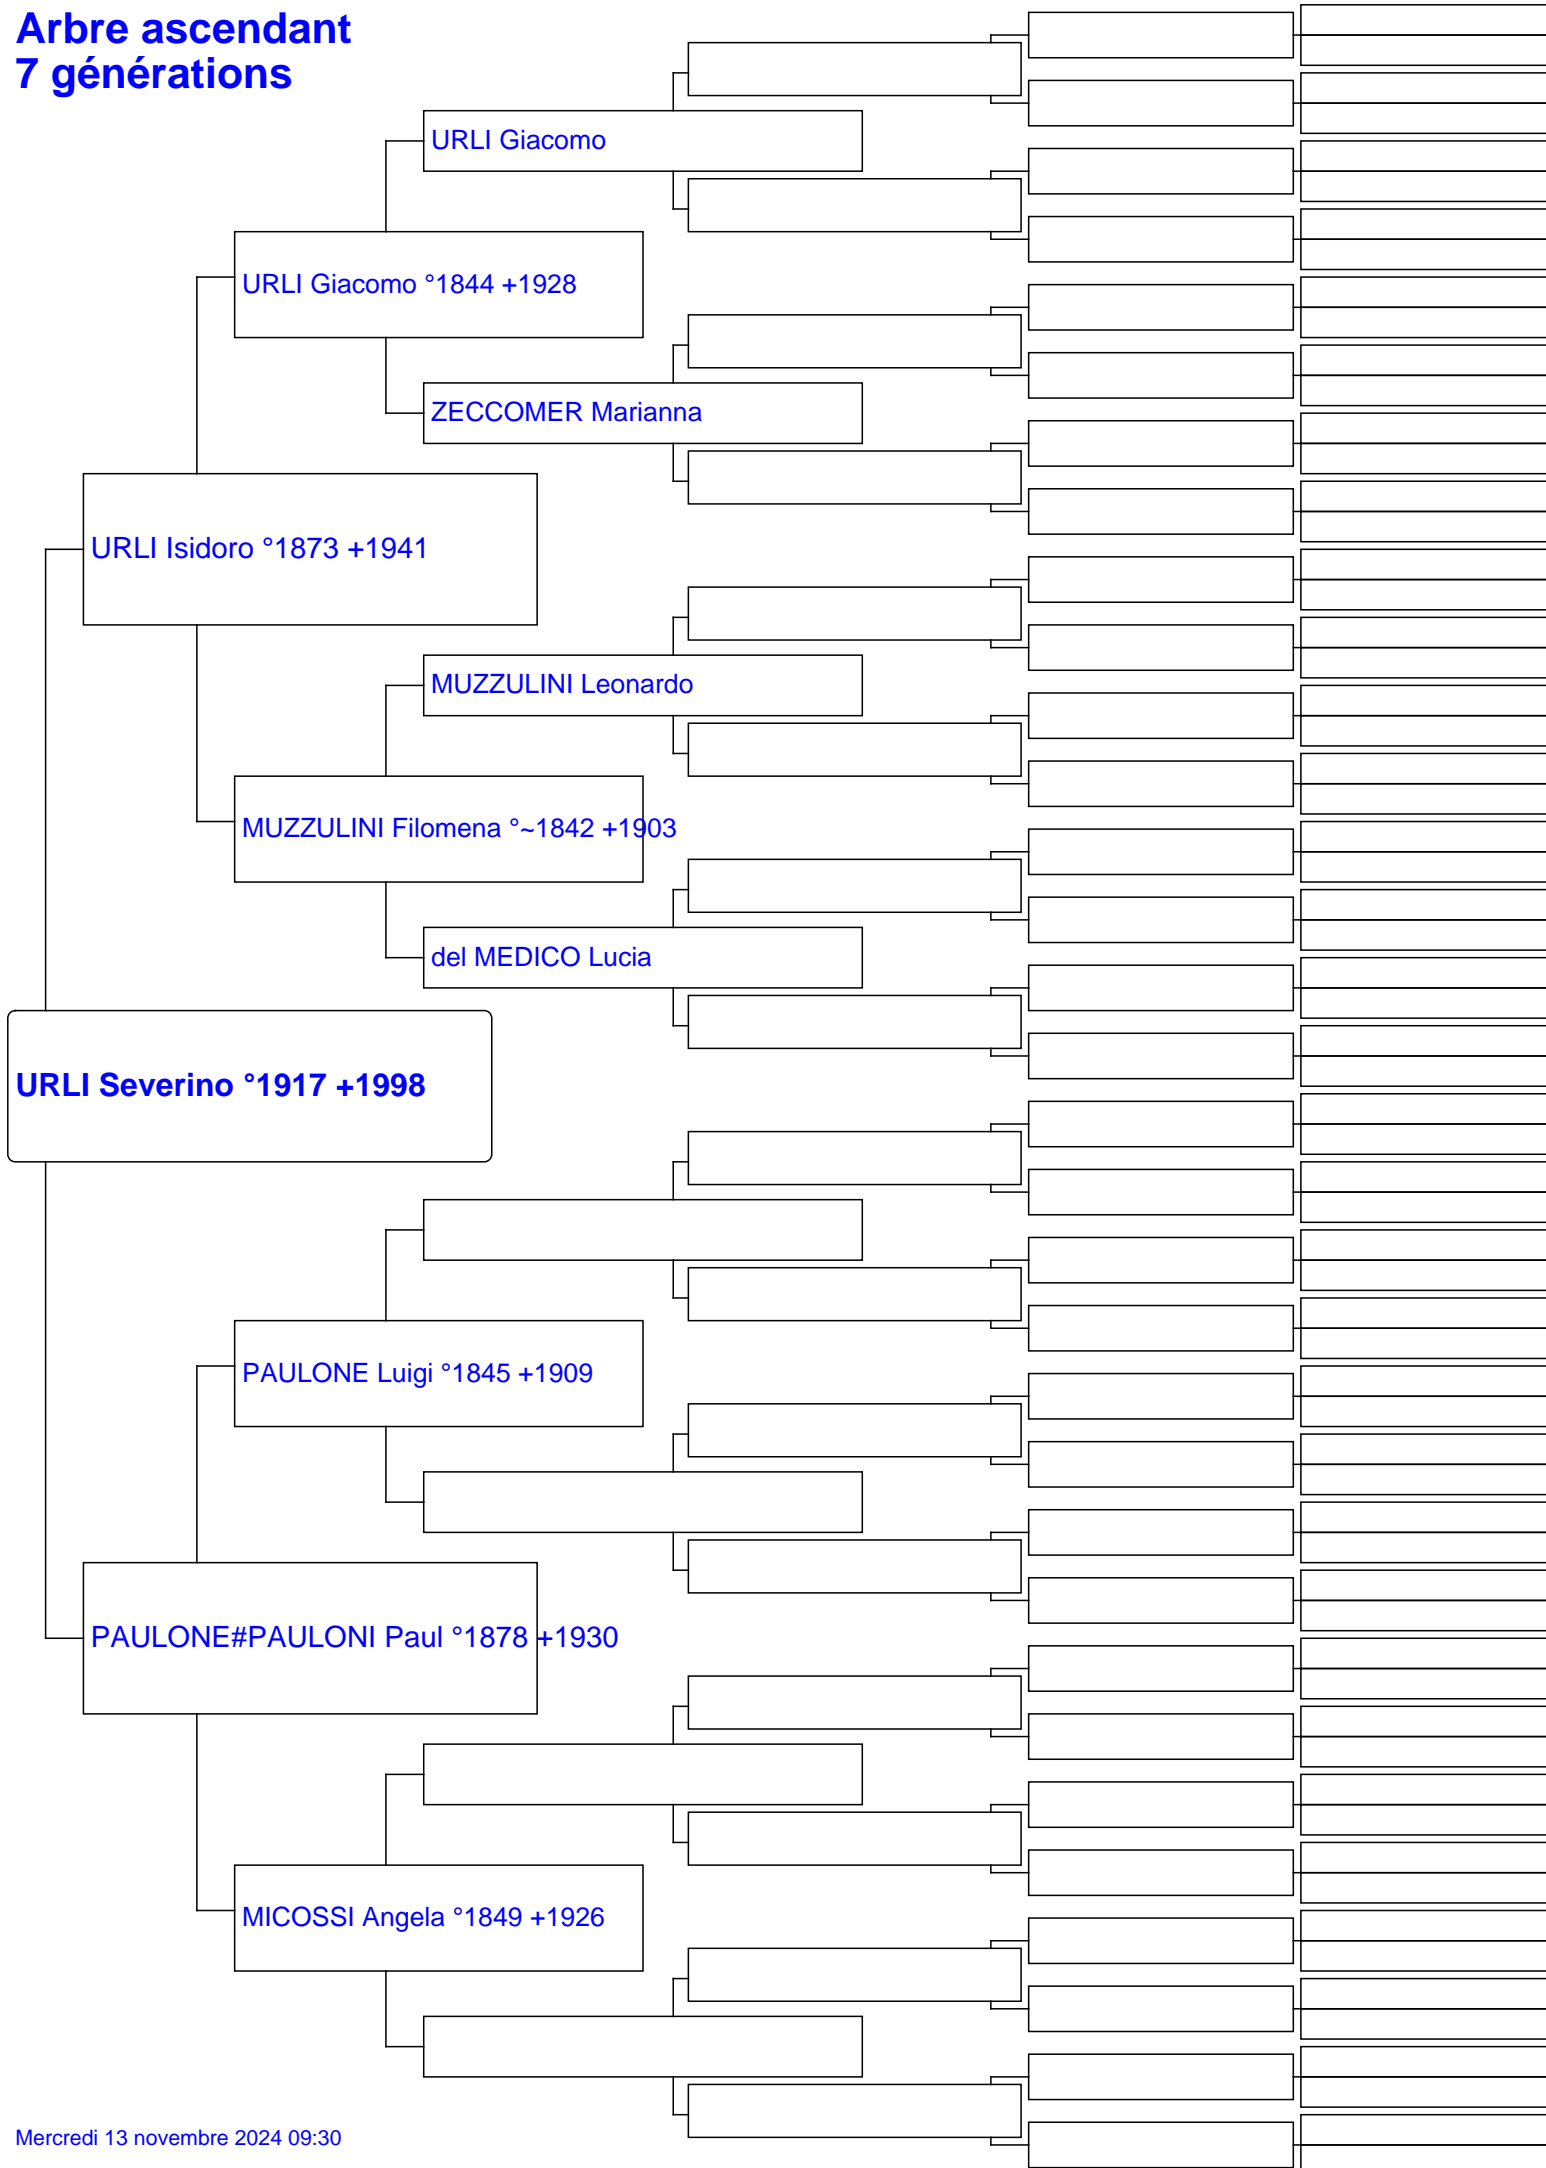 Arbre ascendant
7 générations
URLI Giacomo
URLI Giacomo °1844 +1928
ZECCOMER Marianna
URLI Isidoro °1873 +1941
MUZZULINI Leonardo
MUZZULINI Filomena °~1842 +1903
del MEDICO Lucia
URLI Severino °1917 +1998
PAULONE Luigi °1845 +1909
PAULONE#PAULONI Paul °1878 +1930
MICOSSI Angela °1849 +1926
Mercredi 13 novembre 2024 09:30